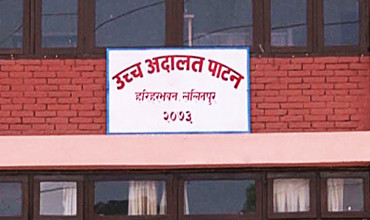 उच्च अदालत पाटन
हरिहरभवन, ललितपुर
२०७३